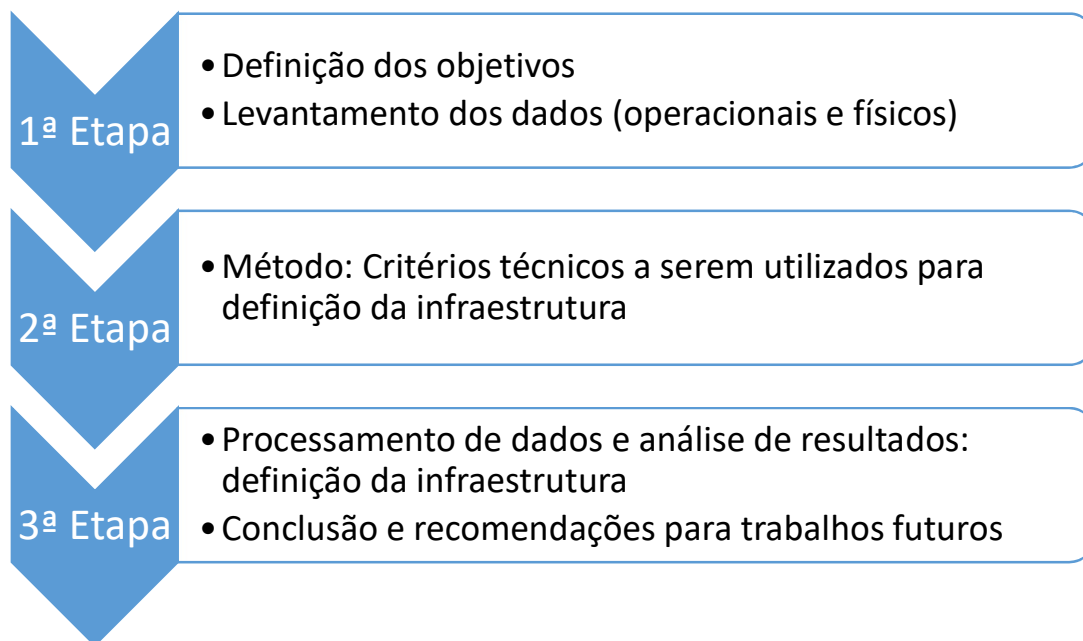 1ª Etapa
•Definição dos objetivos
•Levantamento dos dados (operacionais e físicos)
2ª Etapa
•Método: Critérios técnicos a serem utilizados para
definição da infraestrutura
3ª Etapa
•Processamento de dados e análise de resultados:
definição da infraestrutura
•Conclusão e recomendações para trabalhos futuros